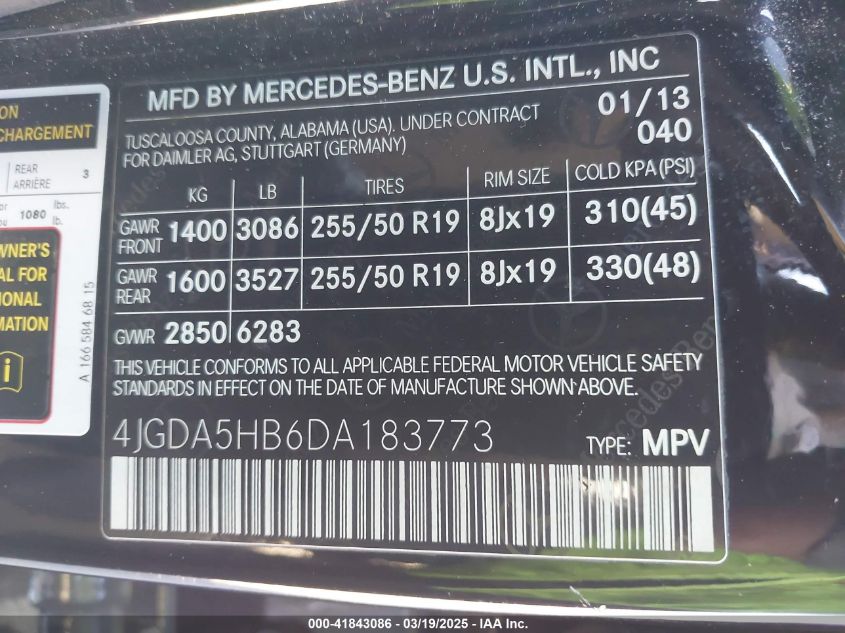 ON
CHARGEMENT
REAR
ARRIÈRE 3
or 1080 lbs.
ou lb.
WNER'S
AL FOR
IONAL
MATION
A 166 584 68 15
MFD BY MERCEDES-BENZ U.S. INTL., INC
TUSCALOOSA COUNTY, ALABAMA (USA). UNDER CONTRACT
FOR DAIMLER AG, STUTTGART (GERMANY)
01/13
040
KG LB TIRES RIM SIZE COLD KPA (PSI)
GAWR
FRONT 1400 3086 255/50 R19 8Jx19 310(45)
GAWR
REAR 1600 3527 255/50 R19 8Jx19 330(48)
GVWR 2850 6283
THIS VEHICLE CONFORMS TO ALL APPLICABLE FEDERAL MOTOR VEHICLE SAFETY
STANDARDS IN EFFECT ON THE DATE OF MANUFACTURE SHOWN ABOVE.
4JGDA5HB6DA183773 TYPE: MPV
000-41843086 - 03/19/2025 - IAA Inc.